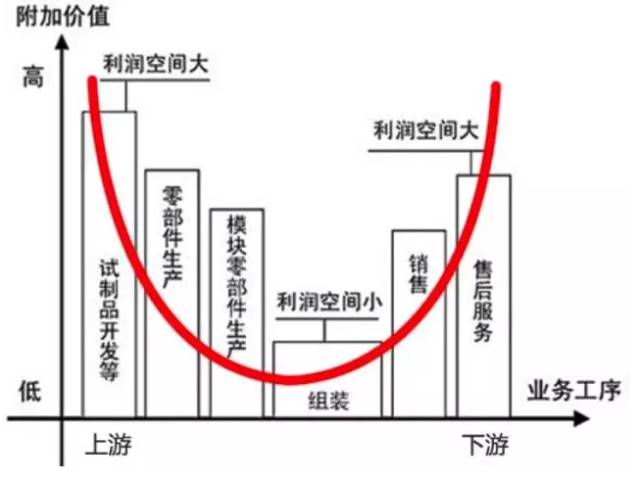 附加价值
利润空间大
高
利润空间大
零部件生产
模块零部件生产
销售
试制品开发等
售后服务
利润空间小
低
组装
业务工序
上游
下游